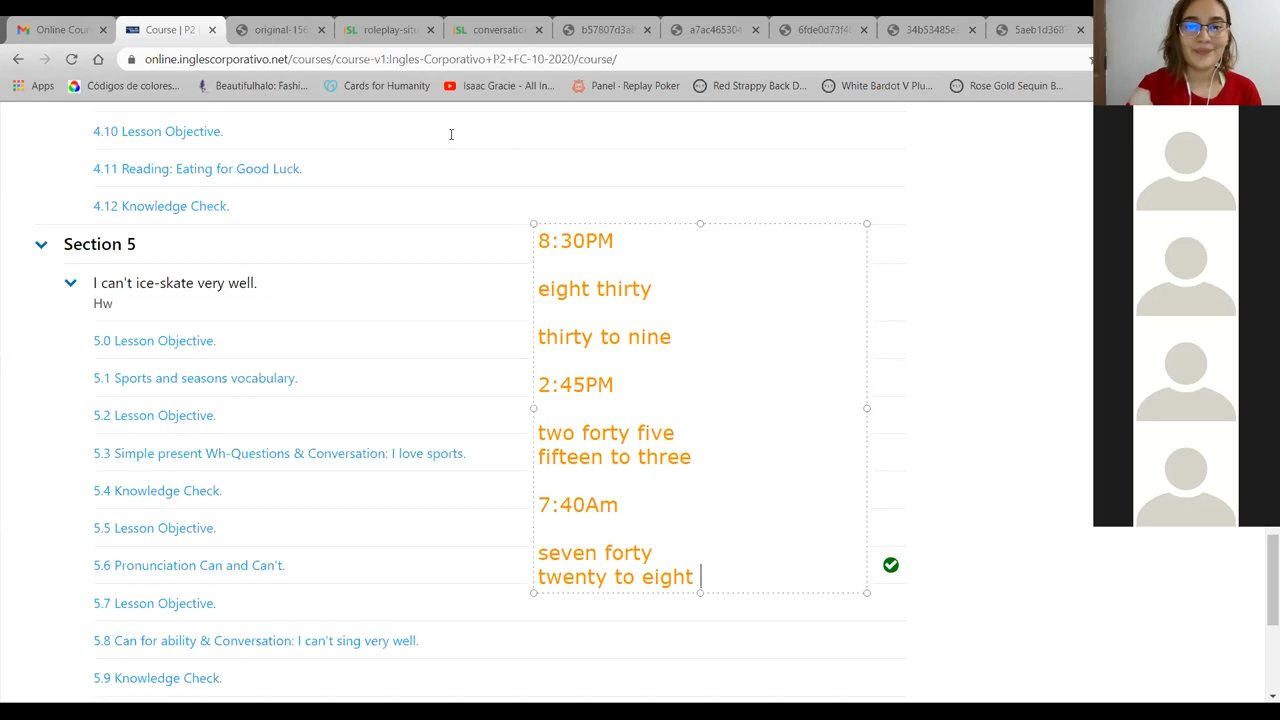 Online Cour
Course | P2
original-156
roleplay-situ
conversatic
b57807d3a6
a7ac465304
6fde0d73f4
34b53485e
5aeb1d368
online.inglescorporativo.net/courses/course-v1:Ingles-Corporativo+P2+FC-10-2020/course/
Apps
Códigos de colores...
Beautifulhalo: Fashi...
Cards for Humanity
Isaac Gracie - All In...
Panel · Replay Poker
Red Strappy Back D...
White Bardot V Plu...
Rose Gold Sequin B...
4.10 Lesson Objective.
4.11 Reading: Eating for Good Luck.
4.12 Knowledge Check.
Section 5
I can't ice-skate very well.
Hw
5.0 Lesson Objective.
5.1 Sports and seasons vocabulary.
5.2 Lesson Objective.
5.3 Simple present Wh-Questions & Conversation: I love sports.
5.4 Knowledge Check.
5.5 Lesson Objective.
5.6 Pronunciation Can and Can't.
5.7 Lesson Objective.
5.8 Can for ability & Conversation: I can't sing very well.
5.9 Knowledge Check.
8:30PM
eight thirty
thirty to nine
2:45PM
two forty five
fifteen to three
7:40Am
seven forty
twenty to eight